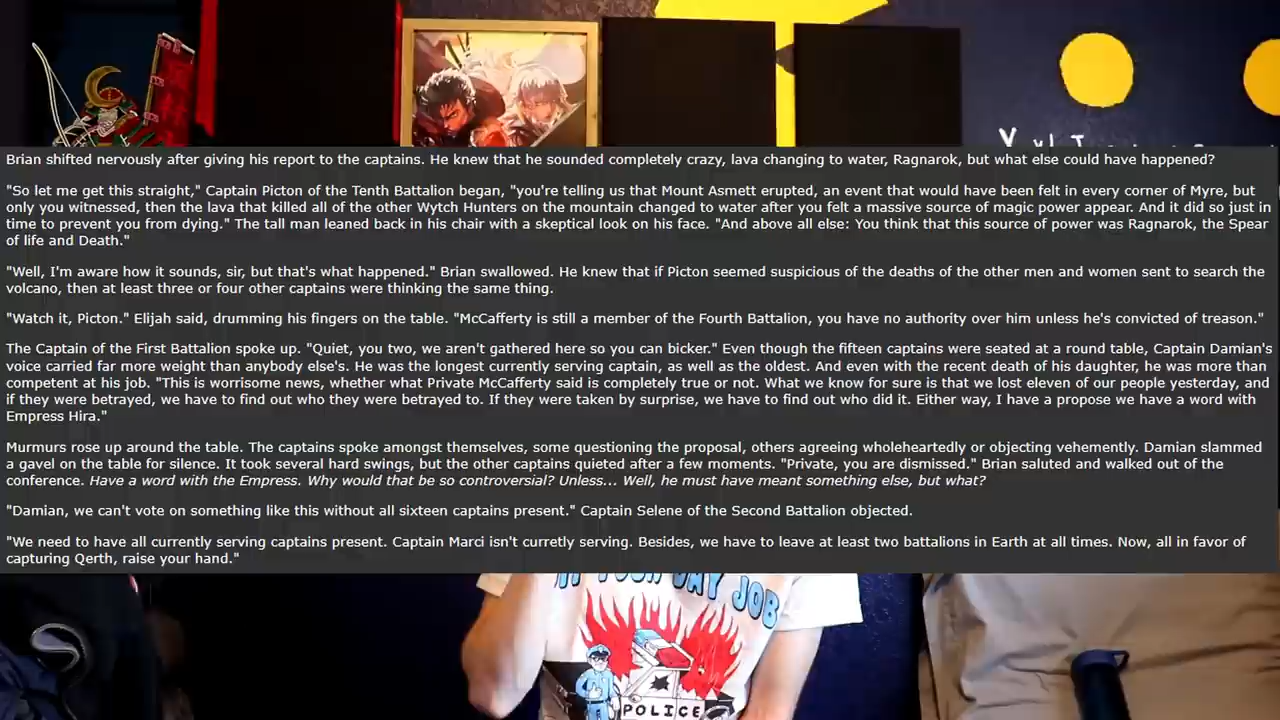 Brian shifted nervously after giving his report to the captains. He knew that he sounded completely crazy, lava changing to water, Ragnarok, but what else could have happened?
"So let me get this straight," Captain Picton of the Tenth Battalion began, "you're telling us that Mount Asmett erupted, an event that would have been felt in every corner of Myre, but
only you witnessed, then the lava that killed all of the other Wytch Hunters on the mountain changed to water after you felt a massive source of magic power appear. And it did so just in
time to prevent you from dying." The tall man leaned back in his chair with a skeptical look on his face. "And above all else: You think that this source of power was Ragnarok, the Spear
of life and Death."
"Well, I'm aware how it sounds, sir, but that's what happened." Brian swallowed. He knew that if Picton seemed suspicious of the deaths of the other men and women sent to search the
volcano, then at least three or four other captains were thinking the same thing.
"Watch it, Picton." Elijah said, drumming his fingers on the table. "McCafferty is still a member of the Fourth Battalion, you have no authority over him unless he's convicted of treason."
The Captain of the First Battalion spoke up. "Quiet, you two, we aren't gathered here so you can bicker." Even though the fifteen captains were seated at a round table, Captain Damian's
voice carried far more weight than anybody else's. He was the longest currently serving captain, as well as the oldest. And even with the recent death of his daughter, he was more than
competent at his job. "This is worrisome news, whether what Private McCafferty said is completely true or not. What we know for sure is that we lost eleven of our people yesterday, and
if they were betrayed, we have to find out who they were betrayed to. If they were taken by surprise, we have to find out who did it. Either way, I have a propose we have a word with
Empress Hira."
Murmurs rose up around the table. The captains spoke amongst themselves, some questioning the proposal, others agreeing wholeheartedly or objecting vehemently. Damian slammed
a gavel on the table for silence. It took several hard swings, but the other captains quieted after a few moments. "Private, you are dismissed." Brian saluted and walked out of the
conference. Have a word with the Empress. Why would that be so controversial? Unless... Well, he must have meant something else, but what?
"Damian, we can't vote on something like this without all sixteen captains present." Captain Selene of the Second Battalion objected.
"We need to have all currently serving captains present. Captain Marci isn't curretly serving. Besides, we have to leave at least two battalions in Earth at all times. Now, all in favor of
capturing Qerth, raise your hand."
DAY JOB
POLICE